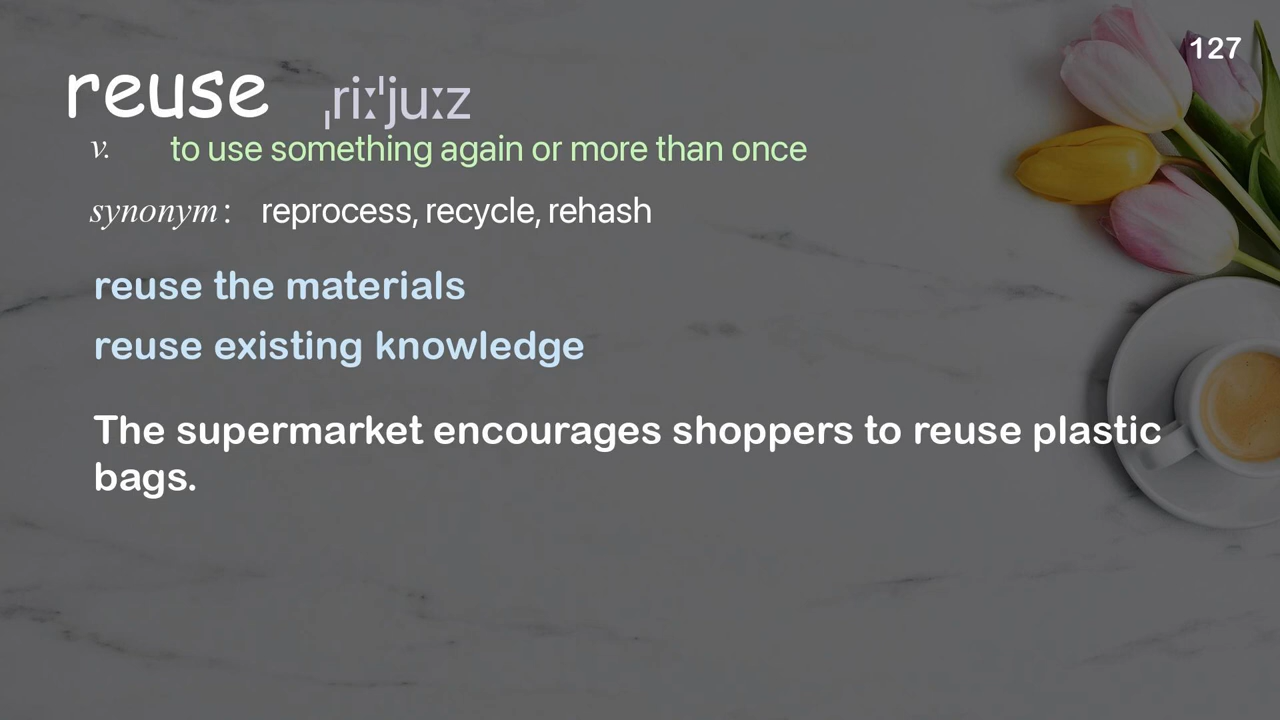 127
reuse ˌriːˈjuːz
v. to use something again or more than once
synonym: reprocess, recycle, rehash
reuse the materials
reuse existing knowledge
The supermarket encourages shoppers to reuse plastic
bags.